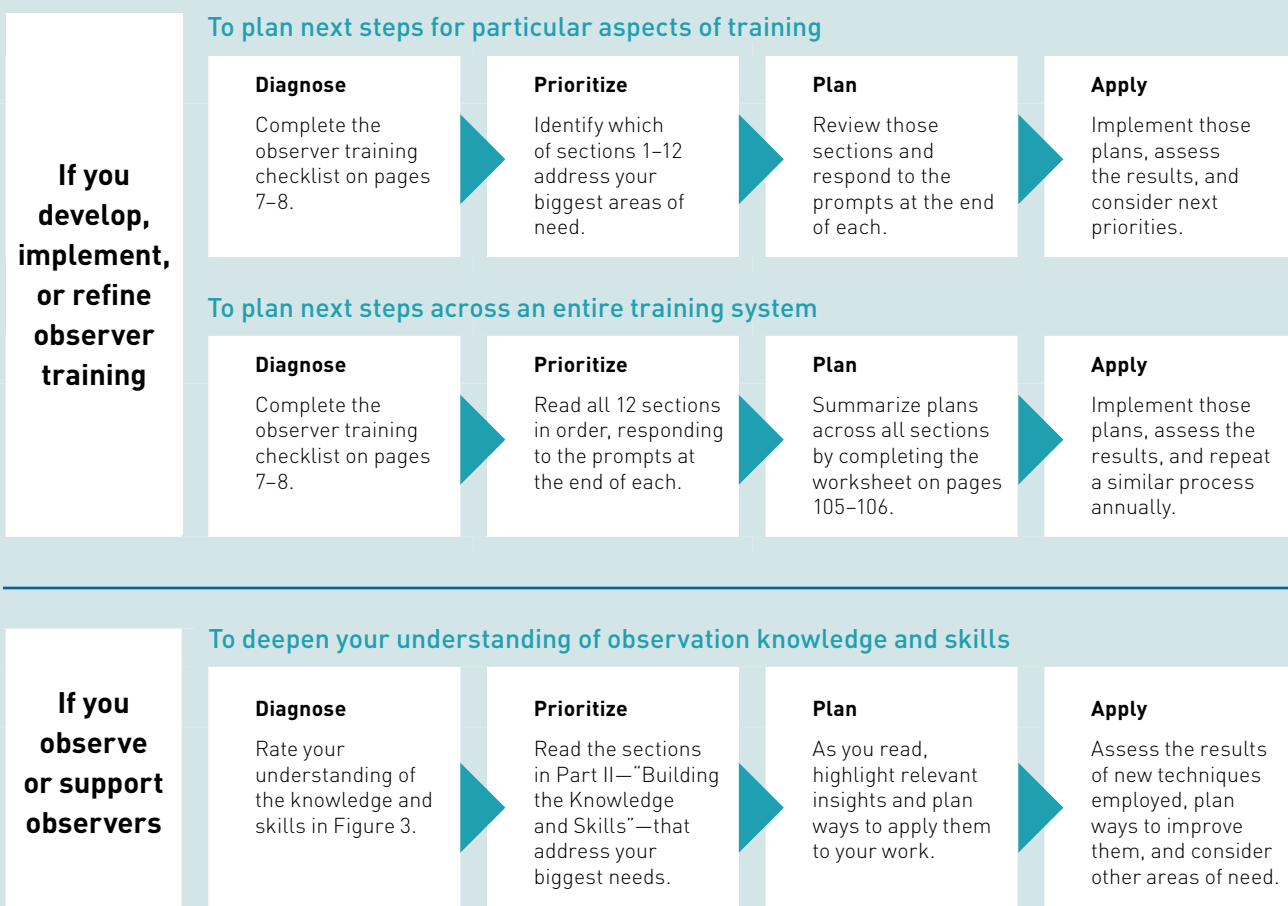 To plan next steps for particular aspects of training
If you
develop,
implement,
or refine
observer
training
Diagnose
Complete the
observer training
checklist on pages
7–8.
Prioritize
Identify which
of sections 1–12
address your
biggest areas of
need.
Plan
Review those
sections and
respond to the
prompts at the end
of each.
Apply
Implement those
plans, assess
the results, and
consider next
priorities.
To plan next steps across an entire training system
Diagnose
Complete the
observer training
checklist on pages
7–8.
Prioritize
Read all 12 sections
in order, responding
to the prompts at
the end of each.
Plan
Summarize plans
across all sections
by completing the
worksheet on pages
105–106.
Apply
Implement those
plans, assess the
results, and repeat
a similar process
annually.
To deepen your understanding of observation knowledge and skills
If you
observe
or support
observers
Diagnose
Rate your
understanding of
the knowledge and
skills in Figure 3.
Prioritize
Read the sections
in Part II—“Building
the Knowledge
and Skills”—that
address your
biggest needs.
Plan
As you read,
highlight relevant
insights and plan
ways to apply them
to your work.
Apply
Assess the results
of new techniques
employed, plan
ways to improve
them, and consider
other areas of need.